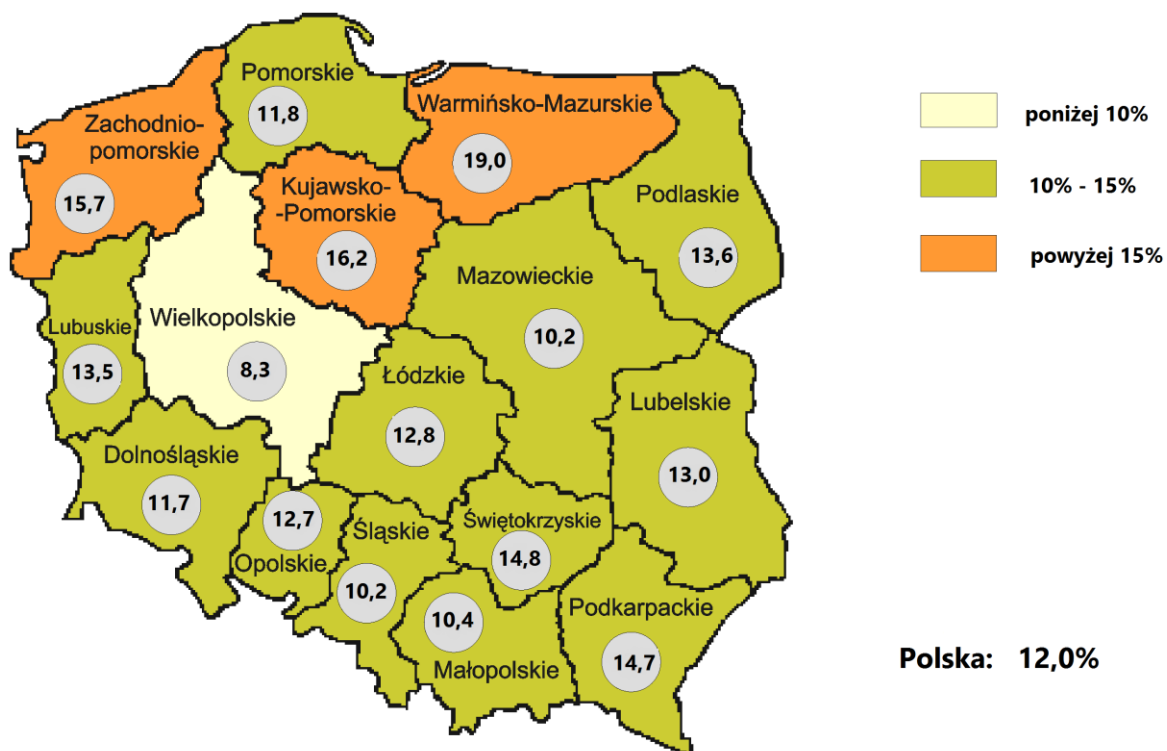 Pomorskie
11,8
Warmińsko-Mazurskie
19,0
Zachodnio-
pomorskie
15,7
Kujawsko-
-Pomorskie
16,2
Podlaskie
13,6
Mazowieckie
10,2
Lubuskie
13,5
Wielkopolskie
8,3
Łódzkie
12,8
Lubelskie
13,0
Dolnośląskie
11,7
12,7
Opolskie
Śląskie
10,2
Świętokrzyskie
14,8
10,4
Małopolskie
Podkarpackie
14,7
poniżej 10%
10% - 15%
powyżej 15%
Polska: 12,0%